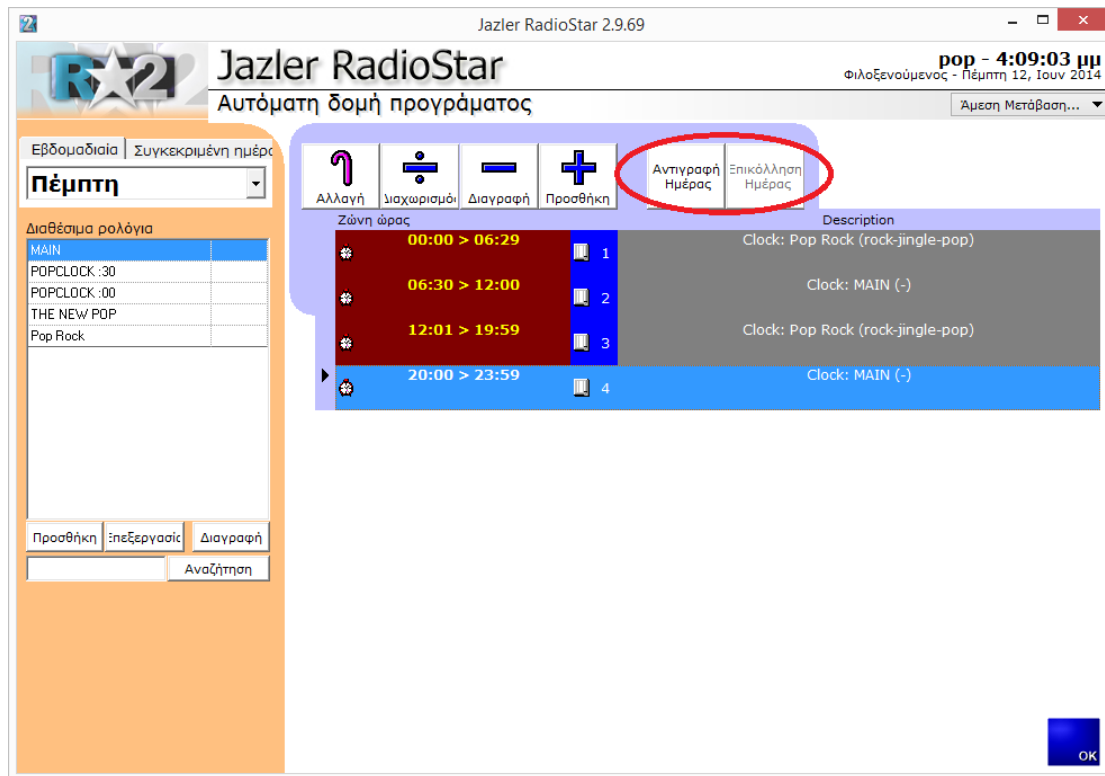 Jazler RadioStar 2.9.69
R 2
Jazler RadioStar
pop - 4:09:03 μμ
Φιλοξενούμενος - Πέμπτη 12, Ιουν 2014
Αυτόματη δομή προγράματος
Άμεση Μετάβαση...
Εβδομαδιαία
Συγκεκριμένη ημέρα
Πέμπτη
Αλλαγή
Διαχωρισμό
Διαγραφή
Προσθήκη
Αντιγραφή
Ημέρας
Επικόλληση
Ημέρας
Διαθέσιμα ρολόγια
MAIN
POPCLOCK :30
POPCLOCK :00
THE NEW POP
Pop Rock
Προσθήκη
Επεξεργασία
Διαγραφή
Αναζήτηση
Ζώνη ώρας
Description
00:00 > 06:29
1
Clock: Pop Rock (rock-jingle-pop)
06:30 > 12:00
2
Clock: MAIN (-)
12:01 > 19:59
3
Clock: Pop Rock (rock-jingle-pop)
20:00 > 23:59
4
Clock: MAIN (-)
OK